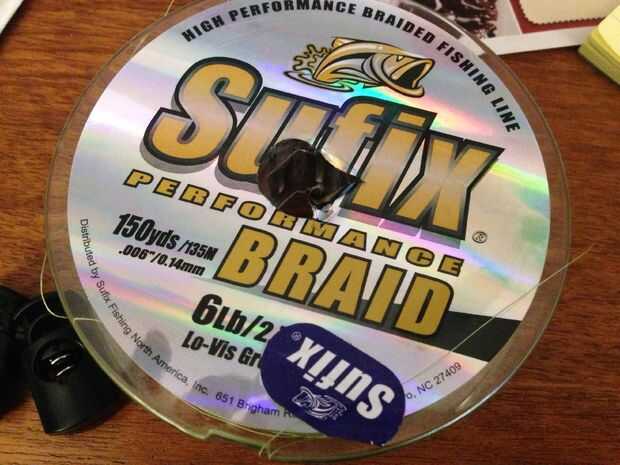 HIGH PERFORMANCE BRAIDED FISHING LINE
Sufix®
PERFORMANCE
BRAID
150yds/135M
.006"/0.14mm
6Lb/2
Lo-Vis Gr
Sufix
Distributed by Sufix Fishing North America, Inc. 651 Brigham R
o, NC 27409